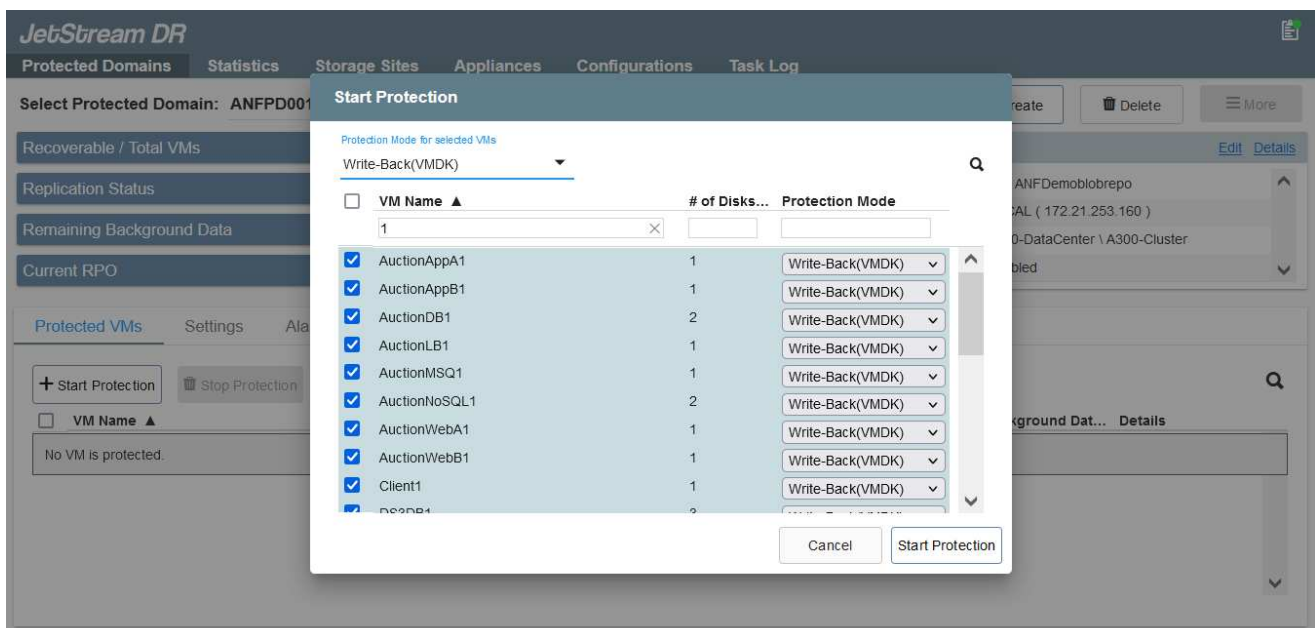 JetStream DR
Protected Domains Statistics Storage Sites Appliances Configurations Task Log
Select Protected Domain: ANFPD001
reate Delete More
Recoverable / Total VMs
Edit Details
Replication Status
ANFDemoblobrepo
CAL ( 172.21.253.160 )
Remaining Background Data
0-DataCenter \ A300-Cluster
Current RPO
bled
Protected VMs Settings Ala
+ Start Protection Stop Protection
VM Name ▲
kground Dat... Details
No VM is protected.
Start Protection
Protection Mode for selected VMs
Write-Back(VMDK)
VM Name ▲ # of Disks... Protection Mode
1
AuctionAppA1 1 Write-Back(VMDK)
AuctionAppB1 1 Write-Back(VMDK)
AuctionDB1 2 Write-Back(VMDK)
AuctionLB1 1 Write-Back(VMDK)
AuctionMSQ1 1 Write-Back(VMDK)
AuctionNoSQL1 2 Write-Back(VMDK)
AuctionWebA1 1 Write-Back(VMDK)
AuctionWebB1 1 Write-Back(VMDK)
Client1 1 Write-Back(VMDK)
DS3DB1
Cancel Start Protection